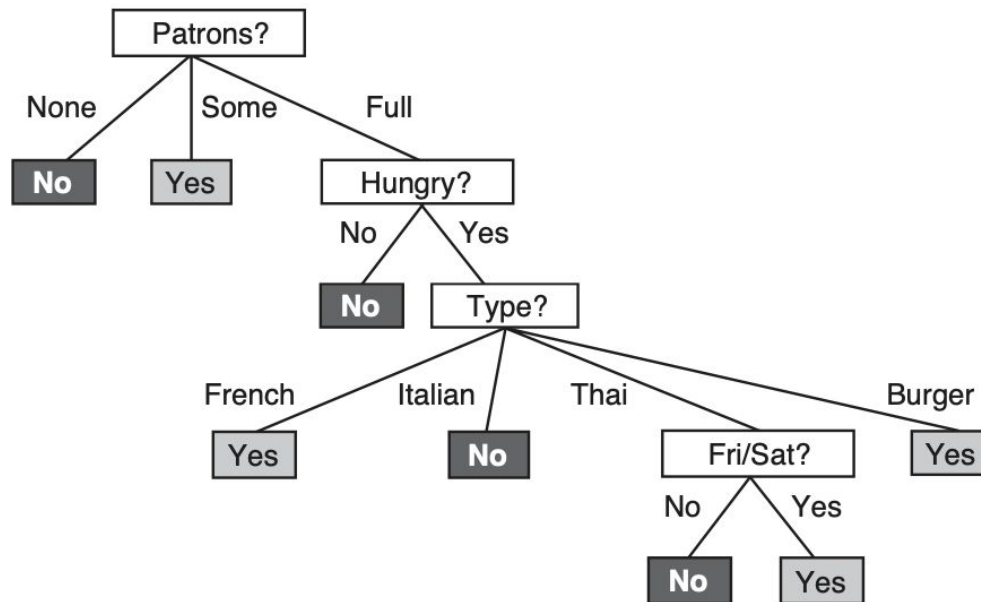 Patrons?
None Some Full
No Yes Hungry?
No Yes
No Type?
French Italian Thai Burger
Yes No Fri/Sat? Yes
No Yes
No Yes